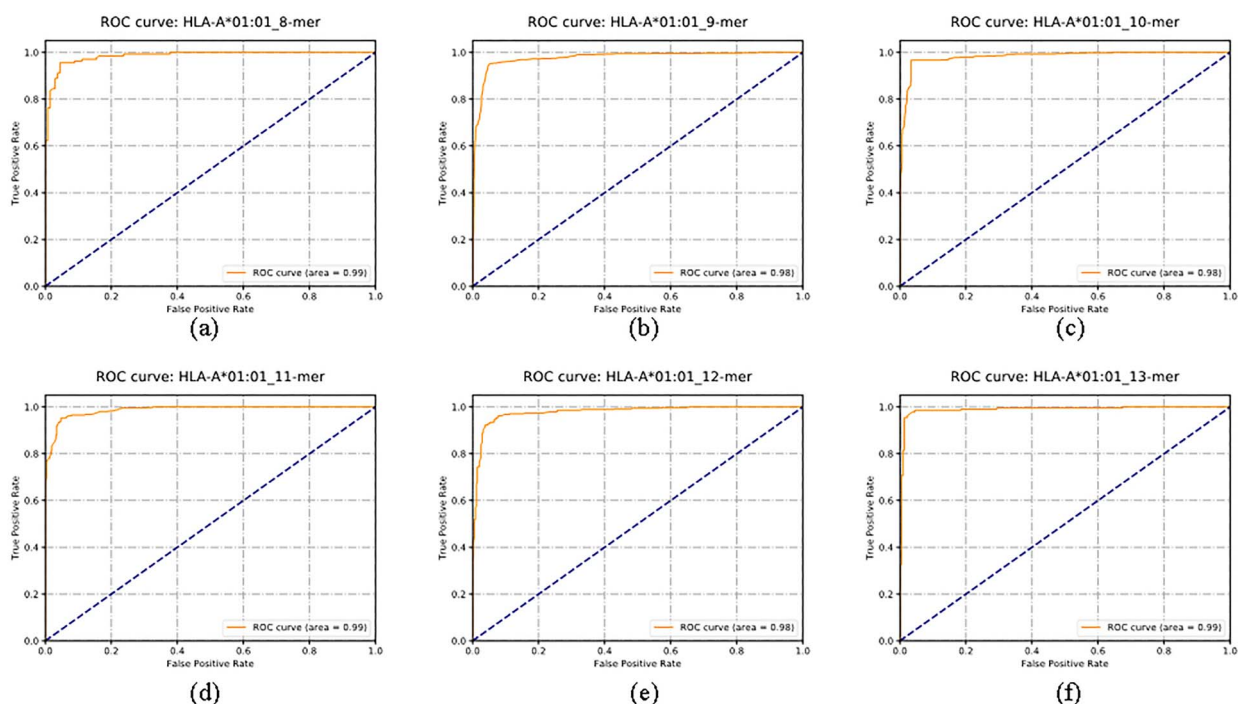 ROC curve: HLA-A*01:01_8-mer
1.0
0.8
0.6
0.4
0.2
0.0
True Positive Rate
ROC curve (area = 0.99)
0.0 0.2 0.4 0.6 0.8 1.0
False Positive Rate
(a)
ROC curve: HLA-A*01:01_9-mer
1.0
0.8
0.6
0.4
0.2
0.0
True Positive Rate
ROC curve (area = 0.98)
0.0 0.2 0.4 0.6 0.8 1.0
False Positive Rate
(b)
ROC curve: HLA-A*01:01_10-mer
1.0
0.8
0.6
0.4
0.2
0.0
True Positive Rate
ROC curve (area = 0.98)
0.0 0.2 0.4 0.6 0.8 1.0
False Positive Rate
(c)
ROC curve: HLA-A*01:01_11-mer
1.0
0.8
0.6
0.4
0.2
0.0
True Positive Rate
ROC curve (area = 0.99)
0.0 0.2 0.4 0.6 0.8 1.0
False Positive Rate
(d)
ROC curve: HLA-A*01:01_12-mer
1.0
0.8
0.6
0.4
0.2
0.0
True Positive Rate
ROC curve (area = 0.98)
0.0 0.2 0.4 0.6 0.8 1.0
False Positive Rate
(e)
ROC curve: HLA-A*01:01_13-mer
1.0
0.8
0.6
0.4
0.2
0.0
True Positive Rate
ROC curve (area = 0.99)
0.0 0.2 0.4 0.6 0.8 1.0
False Positive Rate
(f)